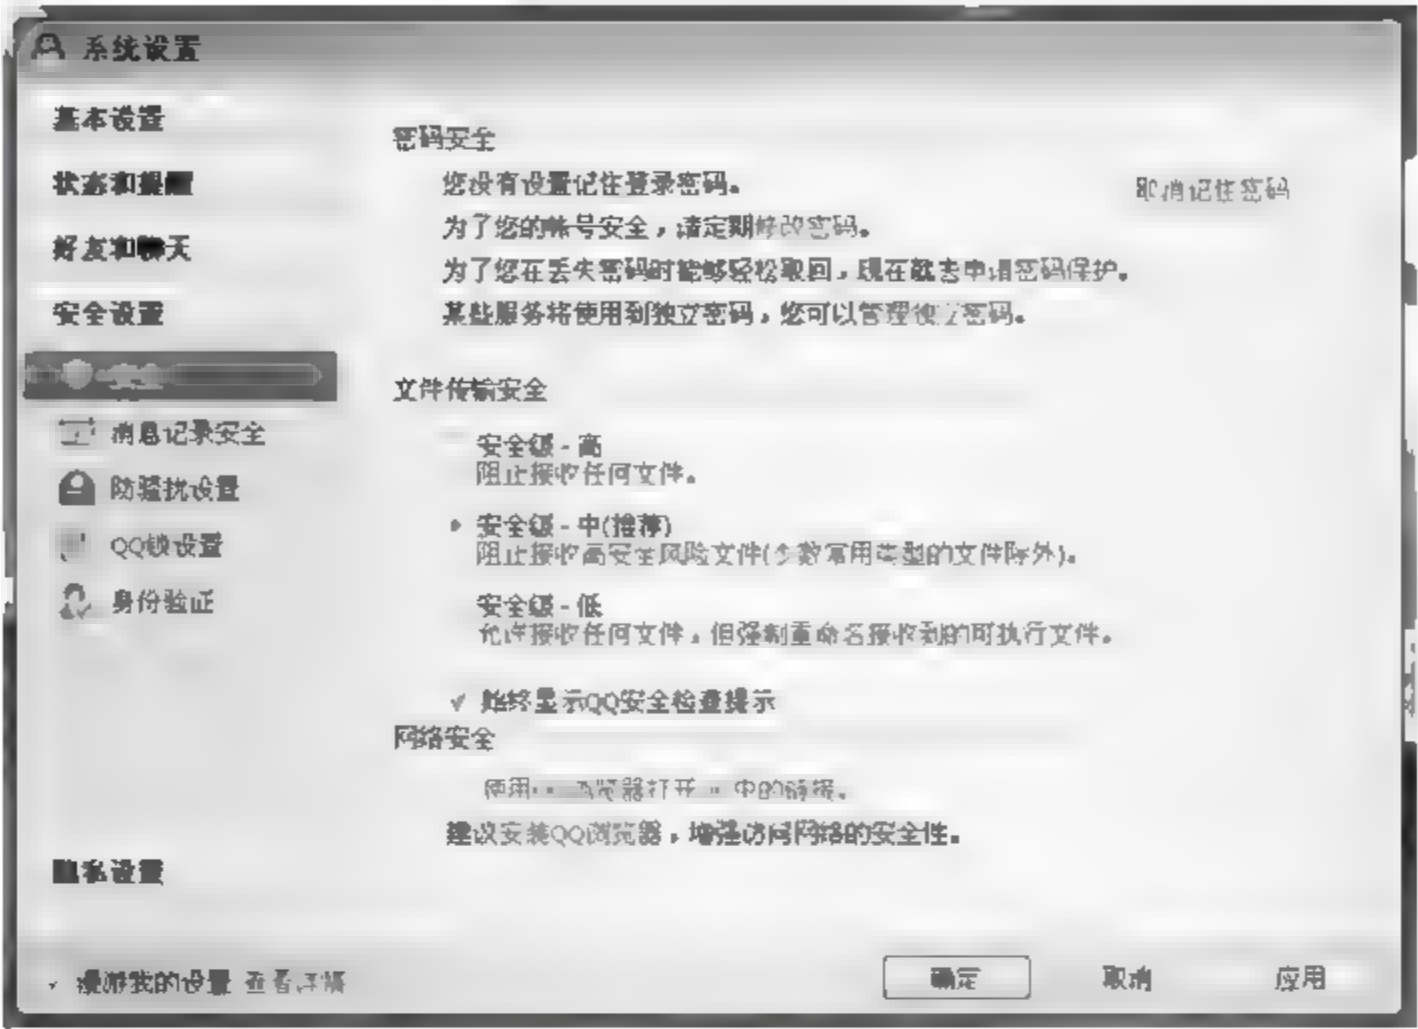 系统设置
基本设置
状态和提醒
好友和聊天
安全设置
消息记录安全
防骚扰设置
QQ锁设置
身份验证
隐私设置
密码安全
您没有设置记住登录密码。
取消记住密码
为了您的帐号安全，请定期修改密码。
为了您在丢失密码时能够轻松取回，现在就去申请密码保护。
某些服务将使用到独立密码，您可以管理独立密码。
文件传输安全
安全级 - 高
阻止接收任何文件。
安全级 - 中(推荐)
阻止接收高安全风险文件(少数常用类型的文件除外)。
安全级 - 低
允许接收任何文件，但强制重命名接收到的可执行文件。
始终显示QQ安全检查提示
网络安全
使用 浏览器打开 中的链接。
建议安装QQ浏览器，增强访问网络的安全性。
漫游我的设置 查看详情
确定
取消
应用